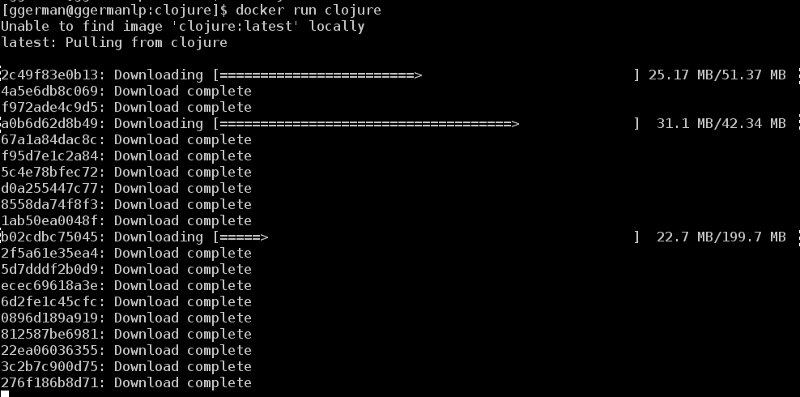 [ggerman@ggermanlp:clojure]$ docker run clojure
Unable to find image 'clojure:latest' locally
latest: Pulling from clojure
2c49f83e0b13: Downloading [========================>                          ] 25.17 MB/51.37 MB
4a5e6db8c069: Download complete
f972ade4c9d5: Download complete
a0b6d62d8b49: Downloading [====================================>              ]  31.1 MB/42.34 MB
67a1a84dac8c: Download complete
f95d7e1c2a84: Download complete
5c4e78bfec72: Download complete
d0a255447c77: Download complete
8558da74f8f3: Download complete
1ab50ea0048f: Download complete
b02cdbc75045: Downloading [=====>                                             ]  22.7 MB/199.7 MB
2f5a61e35ea4: Download complete
5d7dddf2b0d9: Download complete
ecec69618a3e: Download complete
6d2fe1c45cfc: Download complete
0896d189a919: Download complete
812587be6981: Download complete
22ea06036355: Download complete
3c2b7c900d75: Download complete
276f186b8d71: Download complete